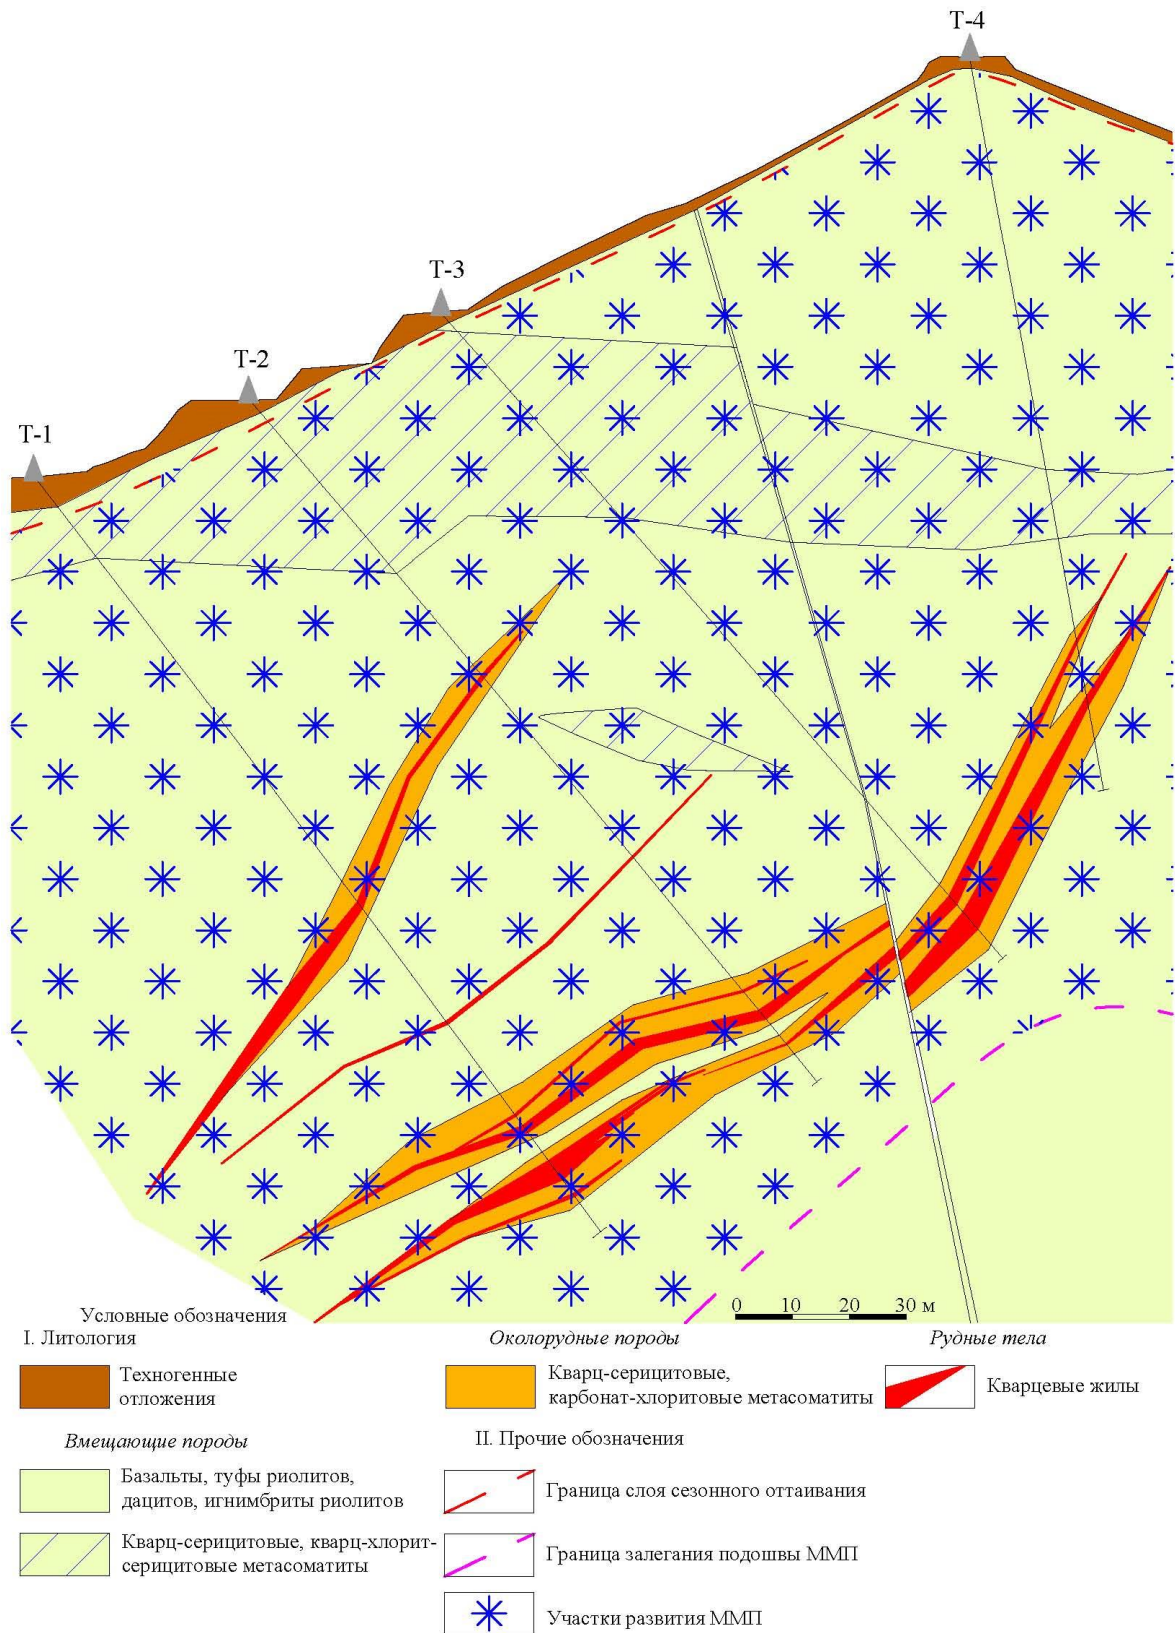 Т-4
Т-3
Т-2
Т-1
0 10 20 30 м
Условные обозначения
I. Литология
Техногенные
отложения
Вмещающие породы
Базальты, туфы риолитов,
дацитов, игнимбриты риолитов
Кварц-серицитовые, кварц-хлорит-
серицитовые метасоматиты
Околорудные породы
Кварц-серицитовые,
карбонат-хлоритовые метасоматиты
Рудные тела
Кварцевые жилы
II. Прочие обозначения
Граница слоя сезонного оттаивания
Граница залегания подошвы ММП
Участки развития ММП